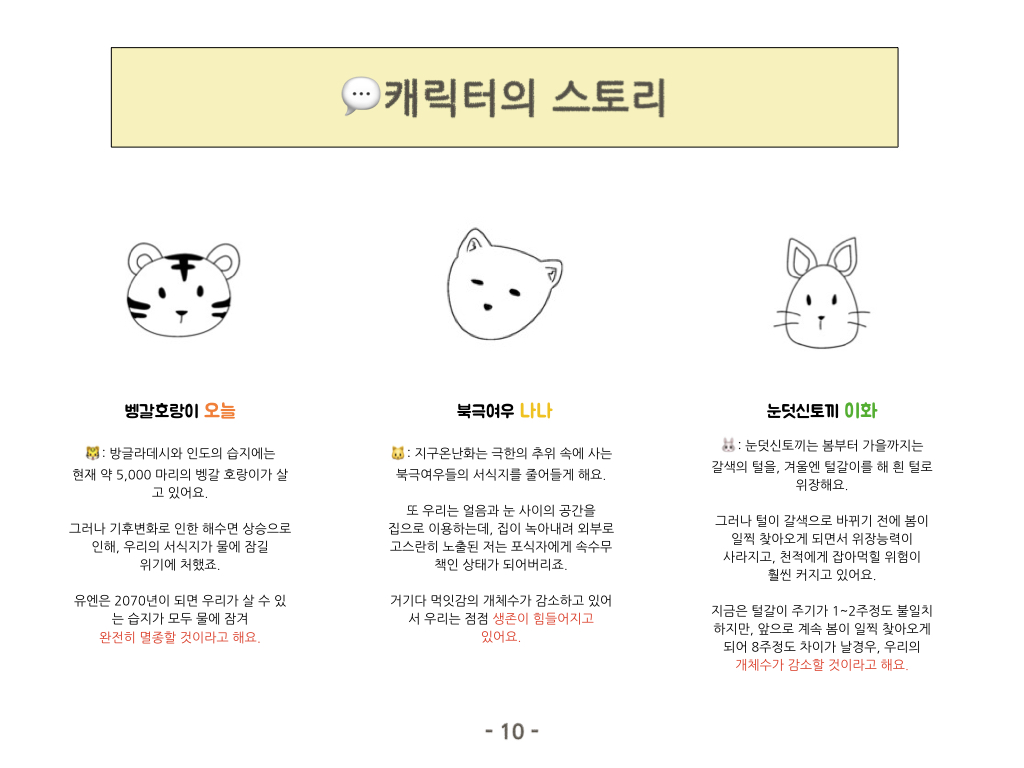 💬캐릭터의 스토리
벵갈호랑이 오늘
🐯: 방글라데시와 인도의 습지에는
현재 약 5,000 마리의 벵갈 호랑이가 살
고 있어요.
그러나 기후변화로 인한 해수면 상승으로
인해, 우리의 서식지가 물에 잠길
위기에 처했죠.
유엔은 2070년이 되면 우리가 살 수 있
는 습지가 모두 물에 잠겨
완전히 멸종할 것이라고 해요.
북극여우 나나
🐱: 지구온난화는 극한의 추위 속에 사는
북극여우들의 서식지를 줄어들게 해요.
또 우리는 얼음과 눈 사이의 공간을
집으로 이용하는데, 집이 녹아내려 외부로
고스란히 노출된 저는 포식자에게 속수무
책인 상태가 되어버리죠.
거기다 먹잇감의 개체수가 감소하고 있어
서 우리는 점점 생존이 힘들어지고
있어요.
눈덧신토끼 이화
🐰: 눈덧신토끼는 봄부터 가을까지는
갈색의 털을, 겨울엔 털갈이를 해 흰 털로
위장해요.
그러나 털이 갈색으로 바뀌기 전에 봄이
일찍 찾아오게 되면서 위장능력이
사라지고, 천적에게 잡아먹힐 위험이
훨씬 커지고 있어요.
지금은 털갈이 주기가 1~2주정도 불일치
하지만, 앞으로 계속 봄이 일찍 찾아오게
되어 8주정도 차이가 날경우, 우리의
개체수가 감소할 것이라고 해요.
- 10 -